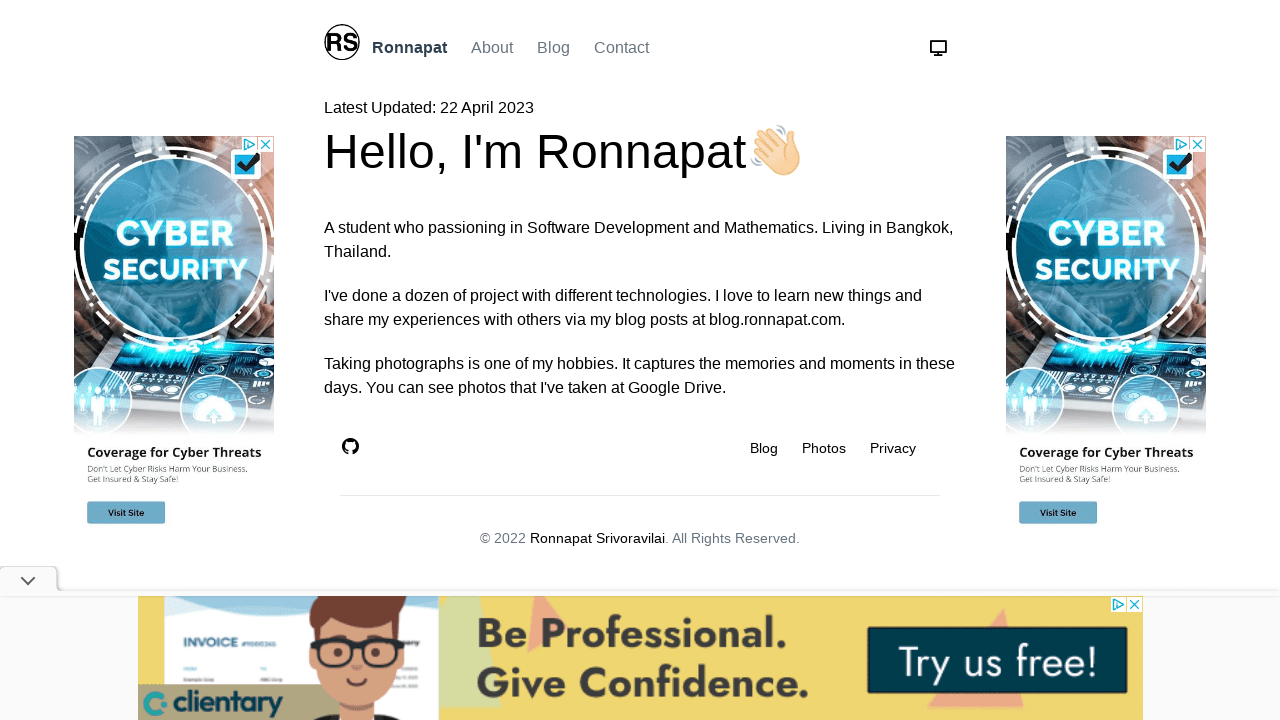 RS Ronnapat About Blog Contact
Latest Updated: 22 April 2023
Hello, I'm Ronnapat
A student who passioning in Software Development and Mathematics. Living in Bangkok,
Thailand.
I've done a dozen of project with different technologies. I love to learn new things and
share my experiences with others via my blog posts at blog.ronnapat.com.
Taking photographs is one of my hobbies. It captures the memories and moments in these
days. You can see photos that I've taken at Google Drive.
Blog Photos Privacy
© 2022 Ronnapat Srivoravilai. All Rights Reserved.
CYBER
SECURITY
Coverage for Cyber Threats
Don't Let Cyber Risks Harm Your Business.
Get Insured & Stay Safe!
Visit Site
CYBER
SECURITY
Coverage for Cyber Threats
Don't Let Cyber Risks Harm Your Business.
Get Insured & Stay Safe!
Visit Site
INVOICE
clientary
Be Professional.
Give Confidence.
Try us free!